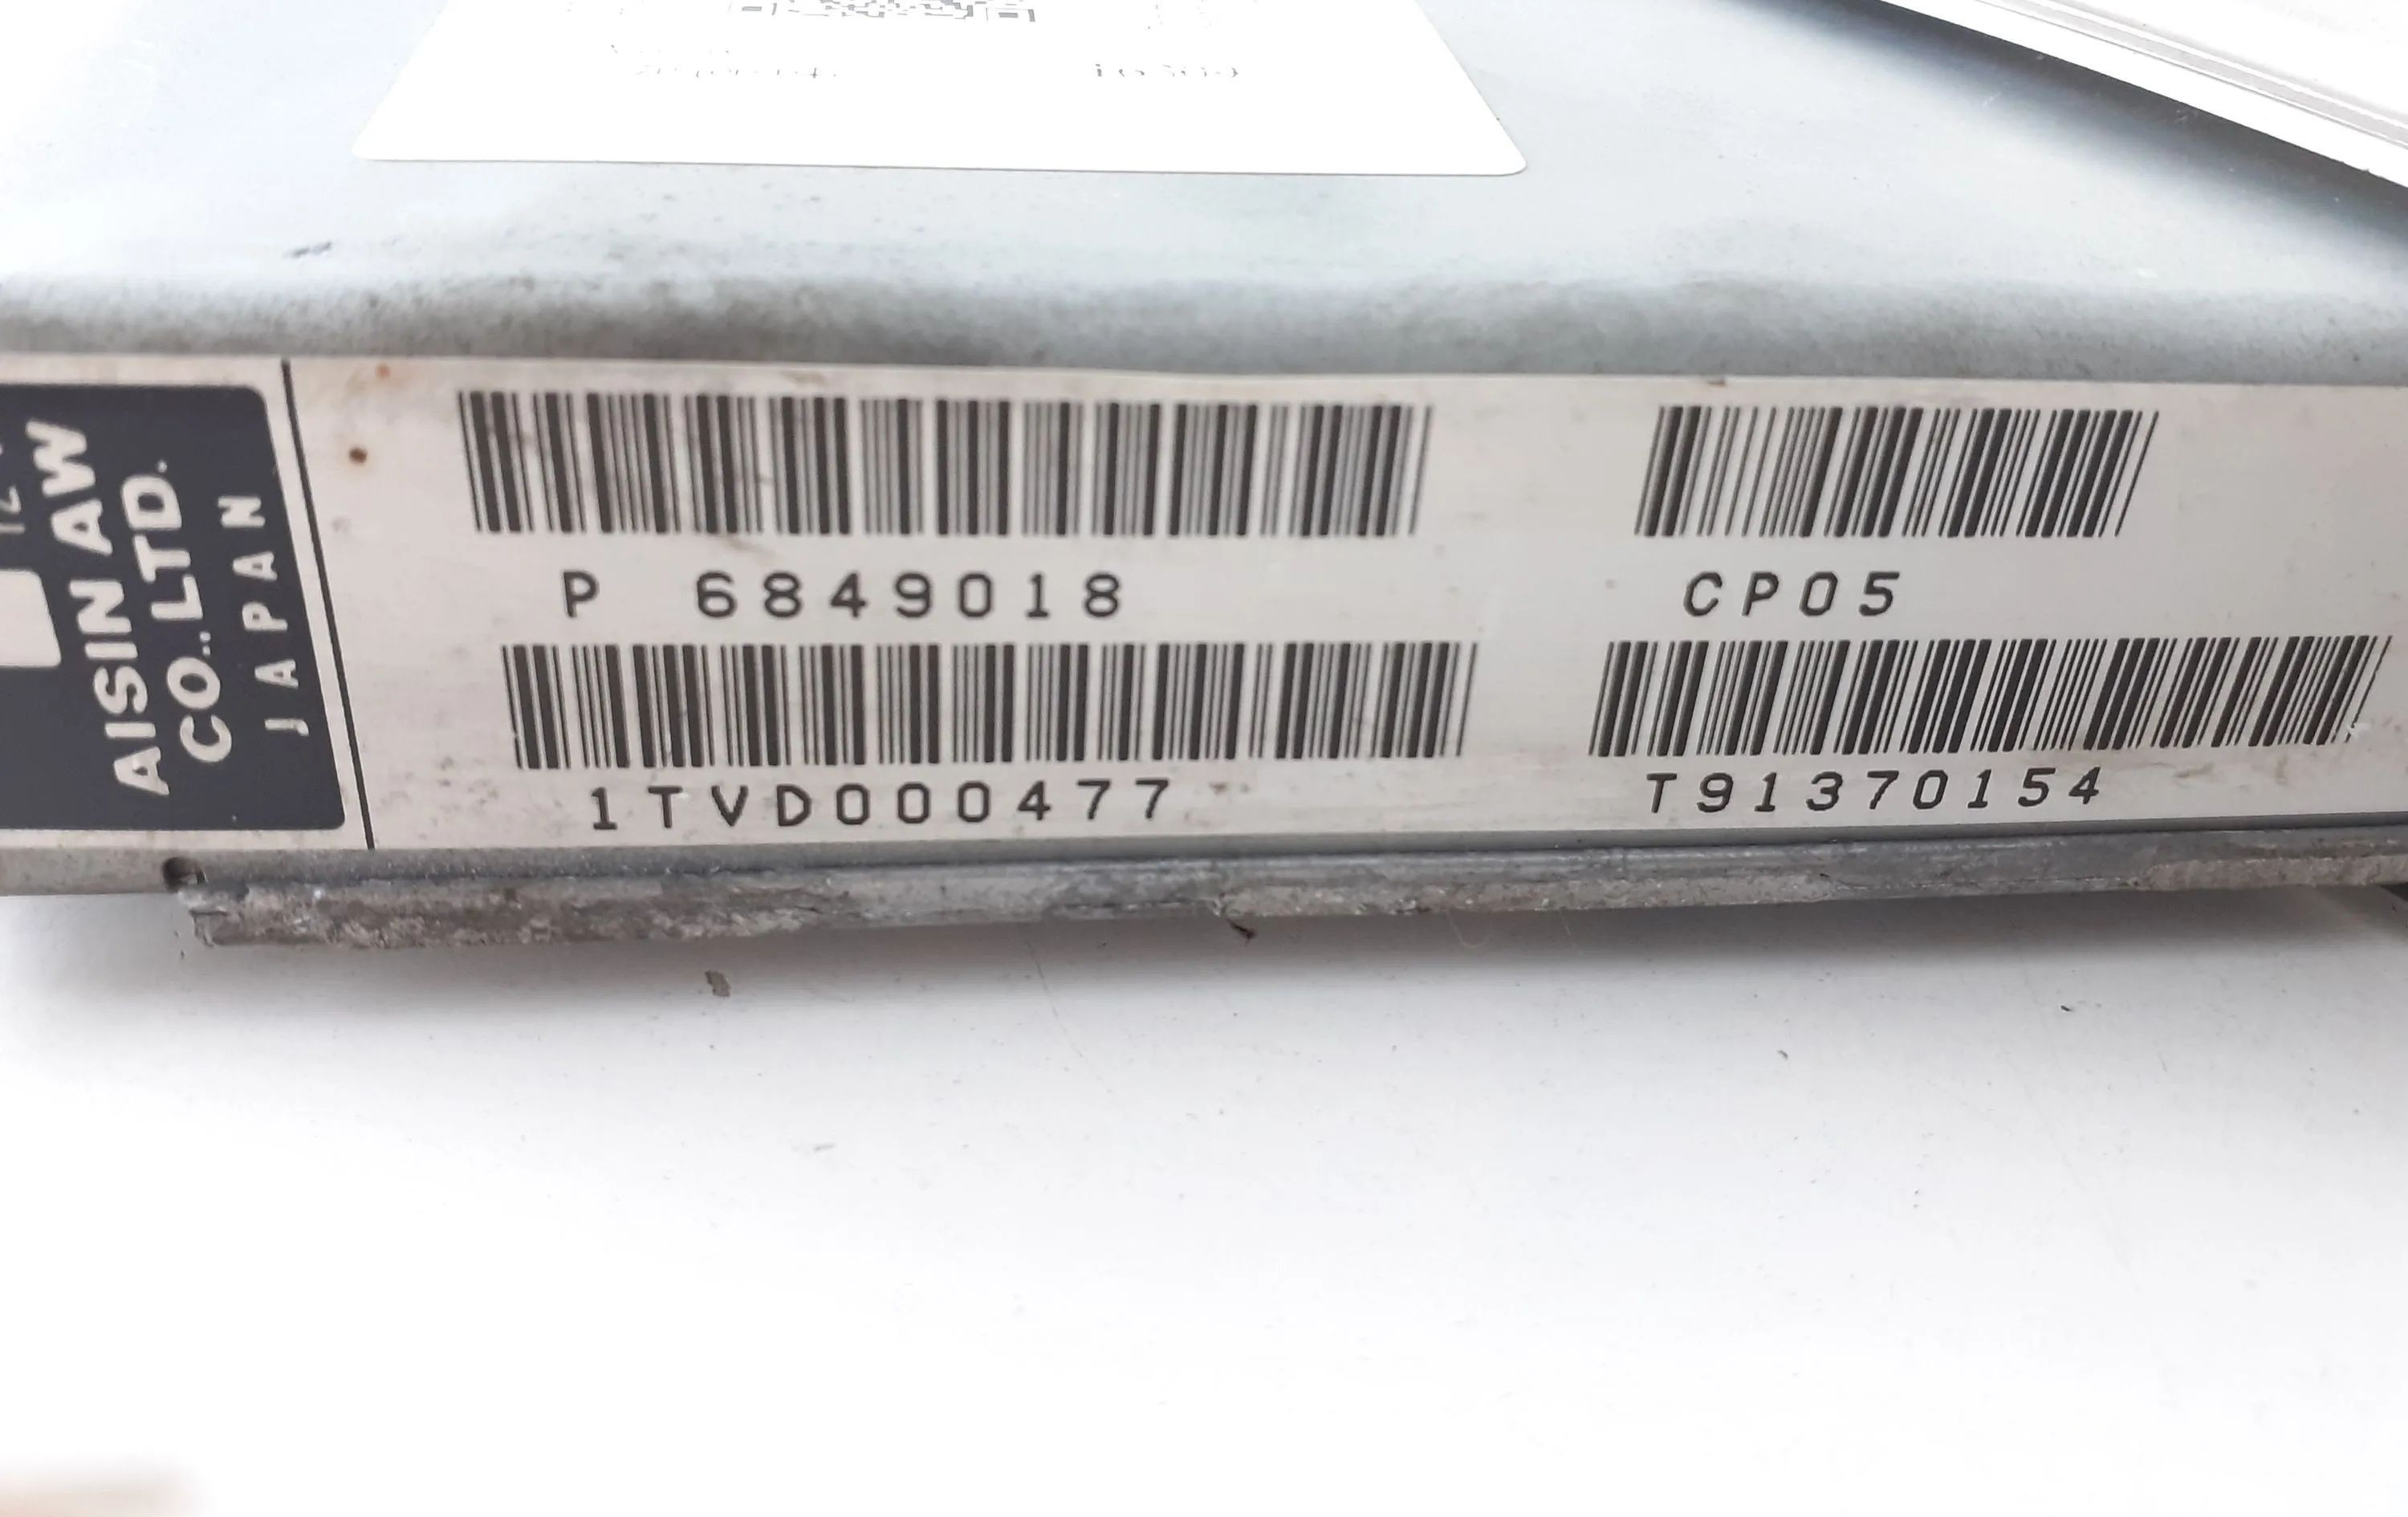 AISIN AW
CO.,LTD.
JAPAN
P 6849018
CP05
1TVD000477
T91370154